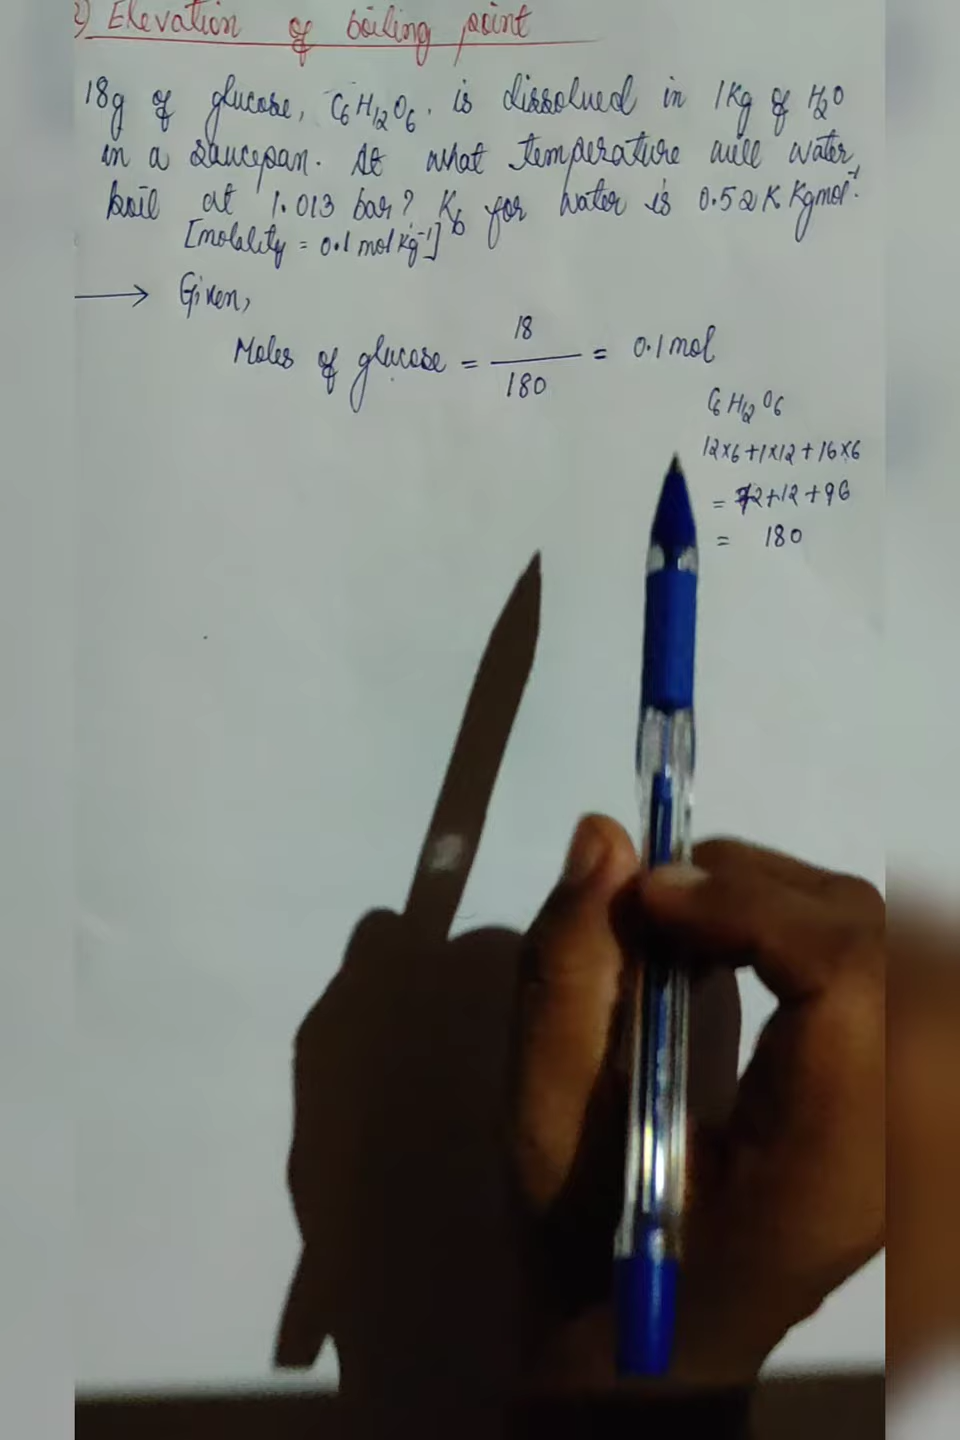 2) Elevation of boiling point
18g of glucose, C6H12O6. is dissolved in 1Kg of H2O
in a saucepan. At what temperature will water
boil at 1.013 bar? Kb for water is 0.52 K Kgmol⁻¹.
[molality = 0.1 mol kg⁻¹]
→ Given,
Moles of glucose = 18/180 = 0.1 mol
C6H12O6
12×6+1×12+16×6
= 72+12+96
= 180